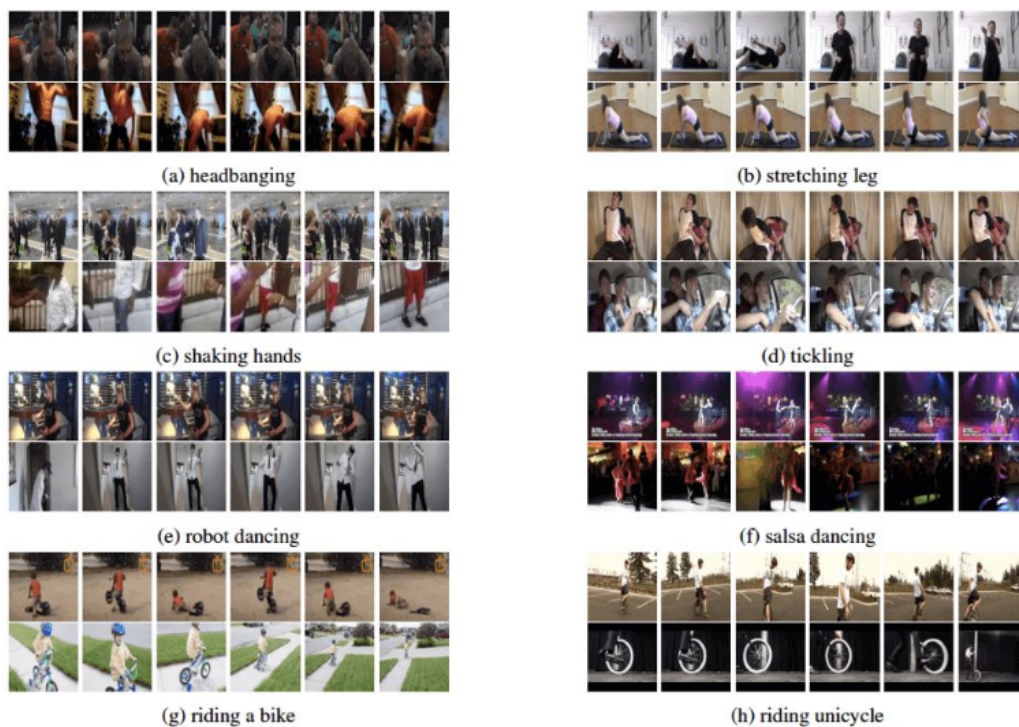 (a) headbanging
(b) stretching leg
(c) shaking hands
(d) tickling
(e) robot dancing
(f) salsa dancing
(g) riding a bike
(h) riding unicycle